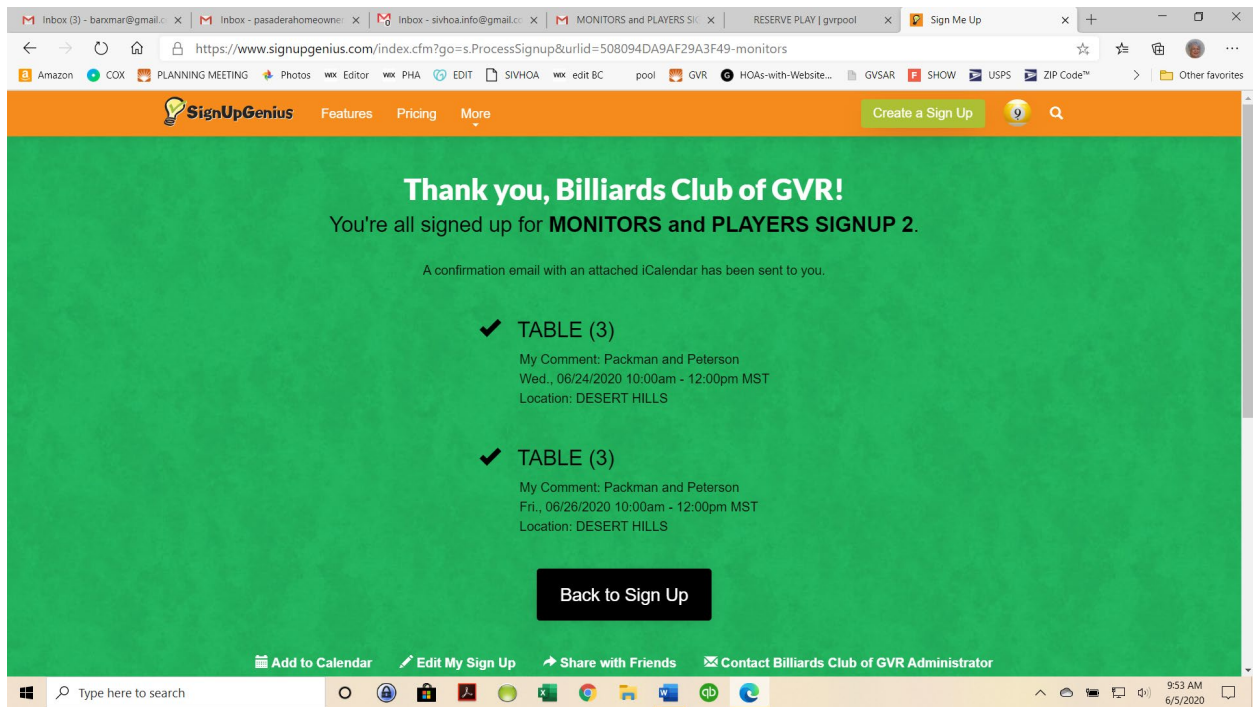 Inbox (3) - barxmar@gmail.c
Inbox - pasaderahomeowner
Inbox - sivhoa.info@gmail.cc
MONITORS and PLAYERS SIG
RESERVE PLAY | gvrpool
Sign Me Up
https://www.signupgenius.com/index.cfm?go=s.ProcessSignup&urlid=508094DA9AF29A3F49-monitors
Amazon COX PLANNING MEETING Photos WIX Editor WIX PHA EDIT SIVHOA WIX edit BC pool GVR HOAs-with-Website... GVSAR SHOW USPS ZIP Code™ Other favorites
SignUpGenius Features Pricing More Create a Sign Up 9
Thank you, Billiards Club of GVR!
You're all signed up for MONITORS and PLAYERS SIGNUP 2.
A confirmation email with an attached iCalendar has been sent to you.
TABLE (3)
My Comment: Packman and Peterson
Wed., 06/24/2020 10:00am - 12:00pm MST
Location: DESERT HILLS
TABLE (3)
My Comment: Packman and Peterson
Fri., 06/26/2020 10:00am - 12:00pm MST
Location: DESERT HILLS
Back to Sign Up
Add to Calendar Edit My Sign Up Share with Friends Contact Billiards Club of GVR Administrator
Type here to search
9:53 AM
6/5/2020